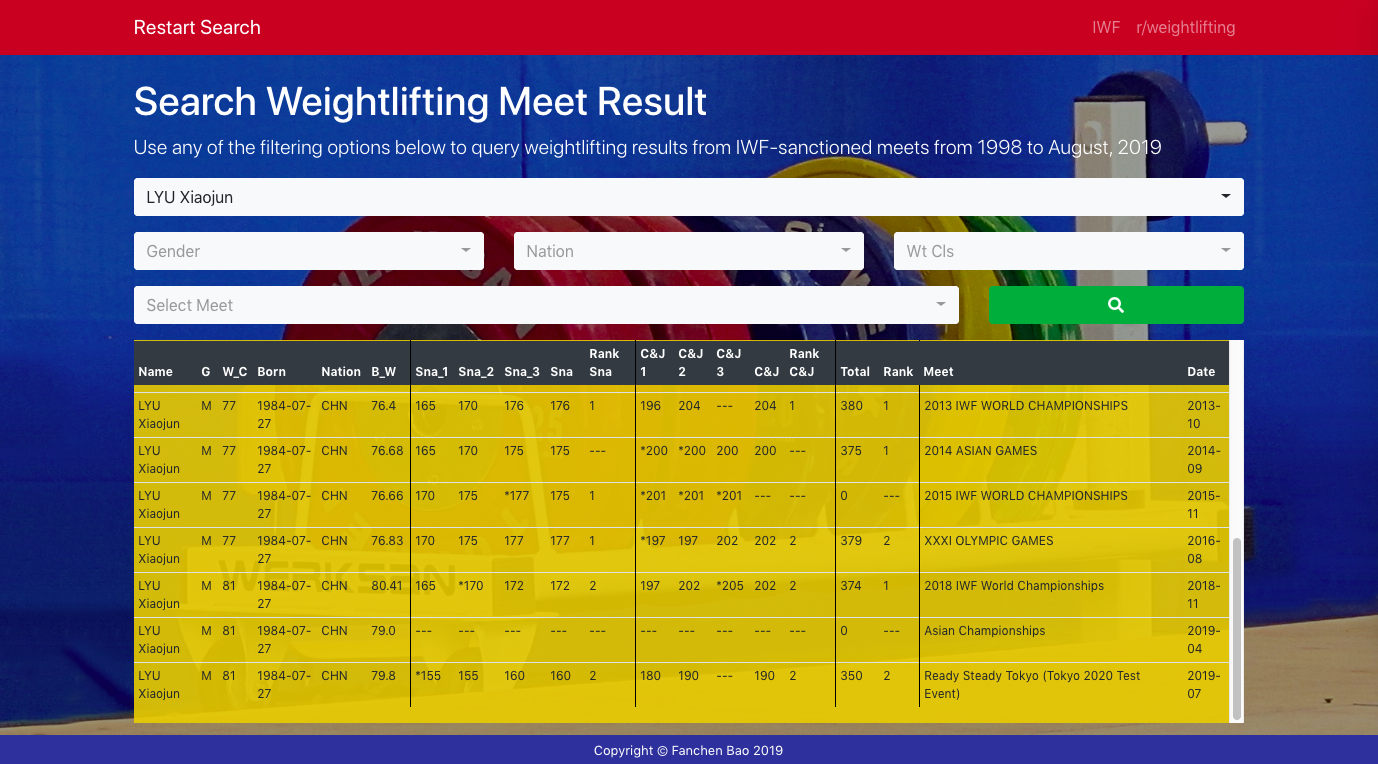 Restart Search IWF r/weightlifting
Search Weightlifting Meet Result
Use any of the filtering options below to query weightlifting results from IWF-sanctioned meets from 1998 to August, 2019
LYU Xiaojun
Gender Nation Wt Cls
Select Meet
Name G W_C Born Nation B_W Sna_1 Sna_2 Sna_3 Sna Rank Sna C&J 1 C&J 2 C&J 3 C&J Rank C&J Total Rank Meet Date
LYU Xiaojun M 77 1984-07-27 CHN 76.4 165 170 176 176 1 196 204 --- 204 1 380 1 2013 IWF WORLD CHAMPIONSHIPS 2013-10
LYU Xiaojun M 77 1984-07-27 CHN 76.68 165 170 175 175 --- *200 *200 200 200 --- 375 1 2014 ASIAN GAMES 2014-09
LYU Xiaojun M 77 1984-07-27 CHN 76.66 170 175 *177 175 1 *201 *201 *201 --- --- 0 --- 2015 IWF WORLD CHAMPIONSHIPS 2015-11
LYU Xiaojun M 77 1984-07-27 CHN 76.83 170 175 177 177 1 *197 197 202 202 2 379 2 XXXI OLYMPIC GAMES 2016-08
LYU Xiaojun M 81 1984-07-27 CHN 80.41 165 *170 172 172 2 197 202 *205 202 2 374 1 2018 IWF World Championships 2018-11
LYU Xiaojun M 81 1984-07-27 CHN 79.0 --- --- --- --- --- --- --- --- --- --- 0 --- Asian Championships 2019-04
LYU Xiaojun M 81 1984-07-27 CHN 79.8 *155 155 160 160 2 180 190 --- 190 2 350 2 Ready Steady Tokyo (Tokyo 2020 Test Event) 2019-07
Copyright © Fanchen Bao 2019